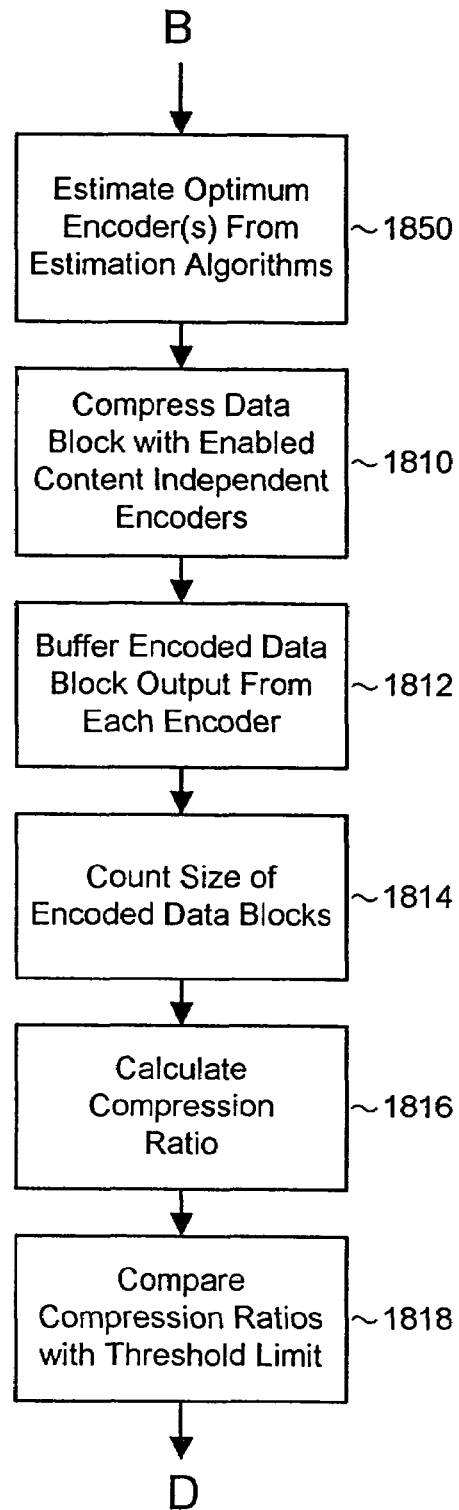 B
Estimate Optimum
Encoder(s) From
Estimation Algorithms
~1850
Compress Data
Block with Enabled
Content Independent
Encoders
~1810
Buffer Encoded Data
Block Output From
Each Encoder
~1812
Count Size of
Encoded Data Blocks
~1814
Calculate
Compression
Ratio
~1816
Compare
Compression Ratios
with Threshold Limit
~1818
D